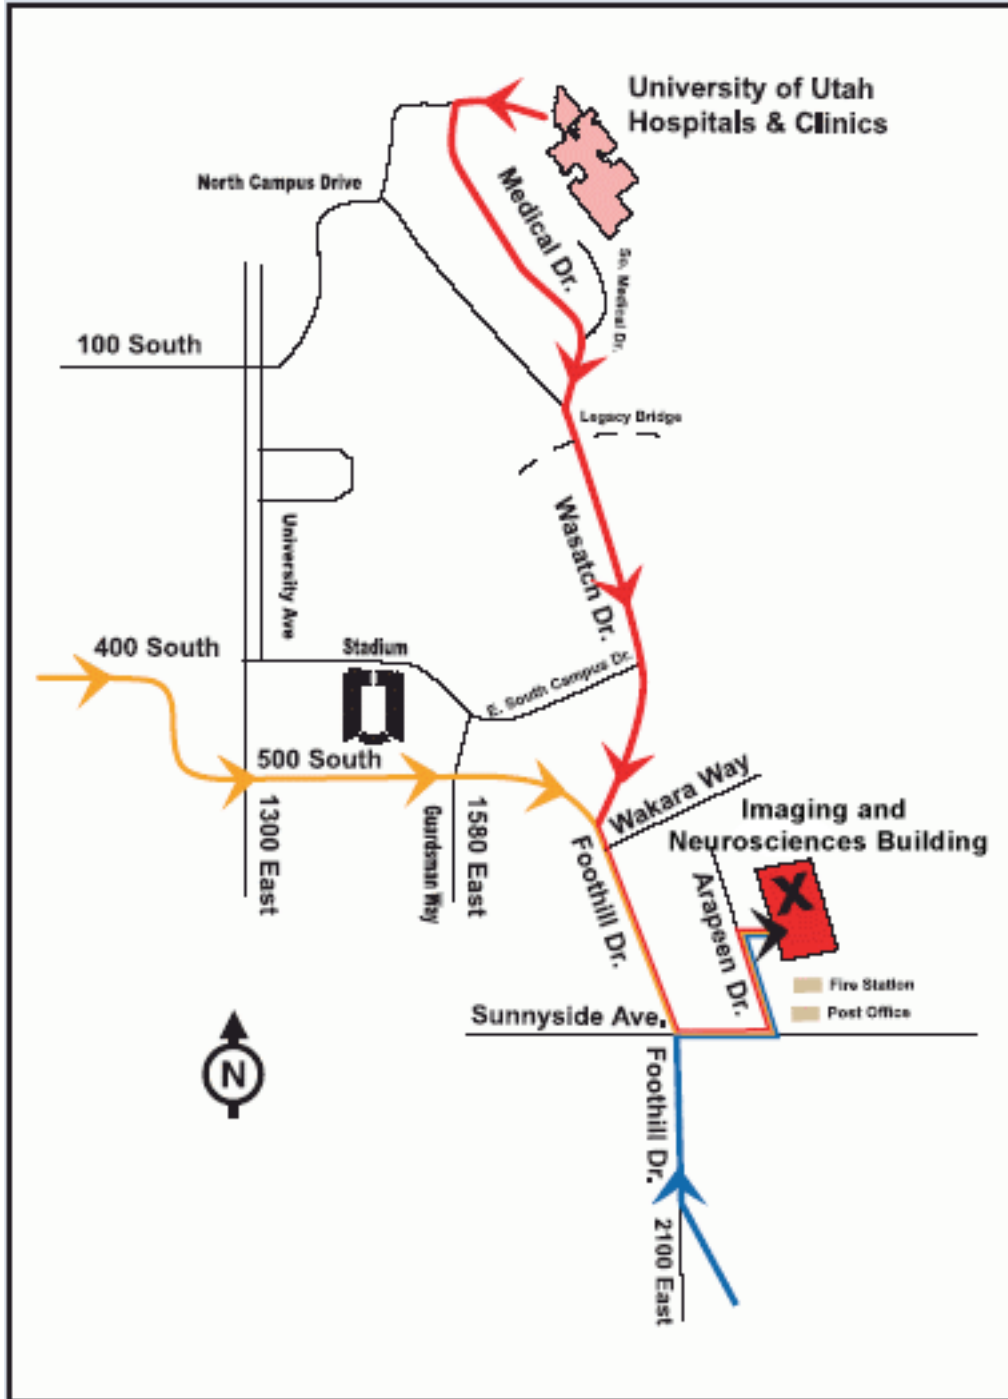 University of Utah
Hospitals & Clinics
North Campus Drive
Medical Dr.
So. Medical Dr.
100 South
Legacy Bridge
Wasatch Dr.
University Ave
400 South
Stadium
E. South Campus Dr.
500 South
1300 East
Guardsman Way
1580 East
Wakara Way
Imaging and
Neurosciences Building
X
Foothill Dr.
Arapeen Dr.
Fire Station
Post Office
Sunnyside Ave.
N
Foothill Dr.
2100 East